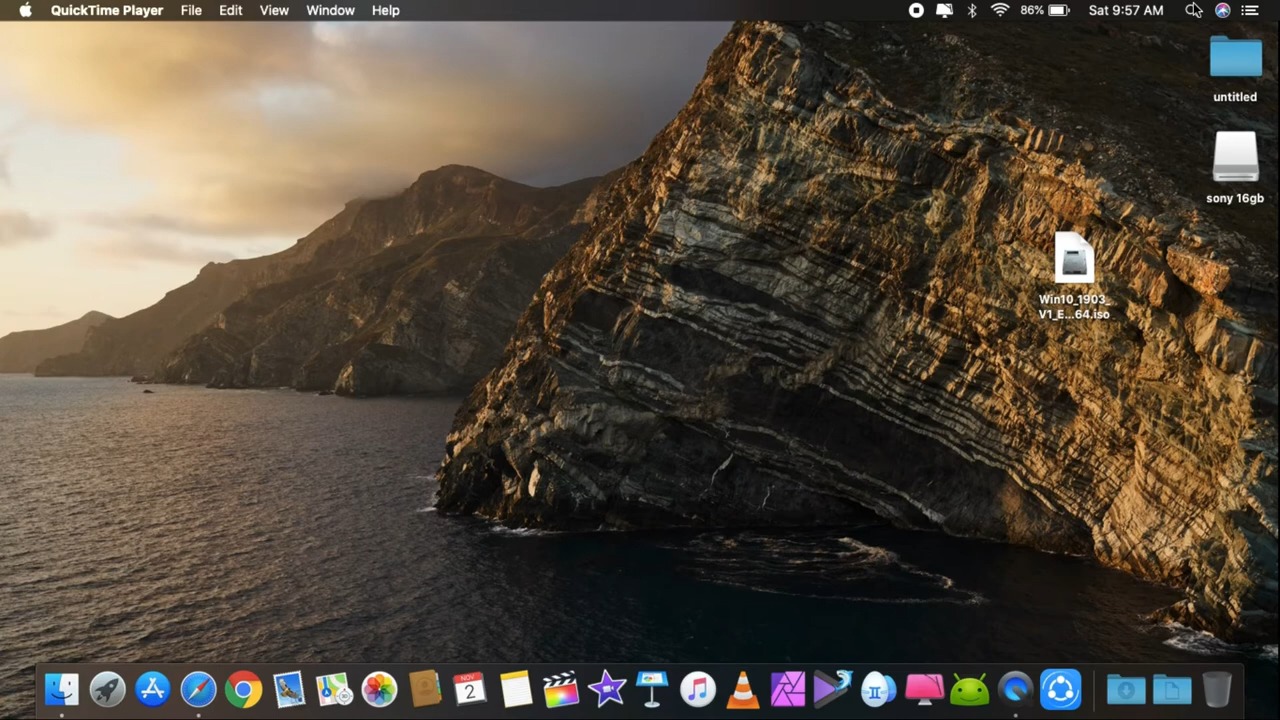 QuickTime Player File Edit View Window Help 86% Sat 9:57 AM
untitled
sony 16gb
Win10_1903_
V1_E...64.iso
NOV
2